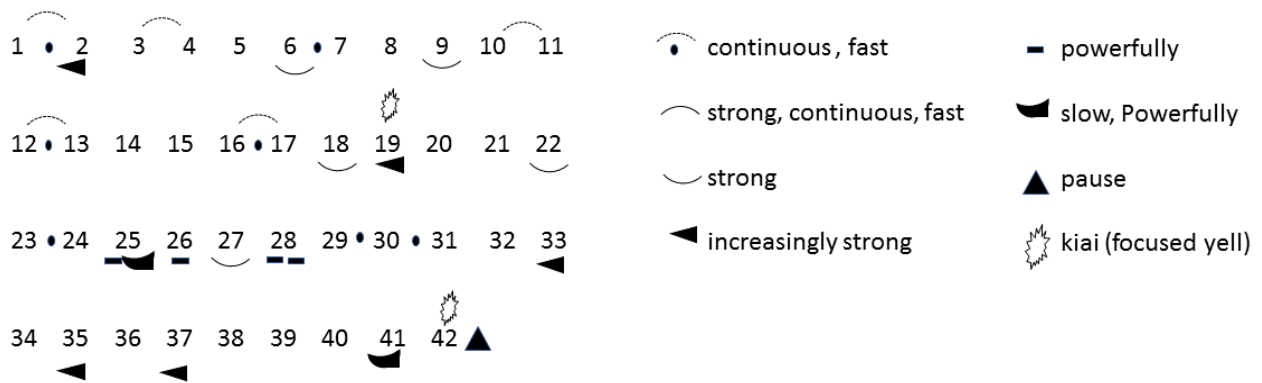 1 2 3 4 5 6 7 8 9 10 11
12 13 14 15 16 17 18 19 20 21 22
23 24 25 26 27 28 29 30 31 32 33
34 35 36 37 38 39 40 41 42
continuous , fast
strong, continuous, fast
strong
increasingly strong
powerfully
slow, Powerfully
pause
kiai (focused yell)